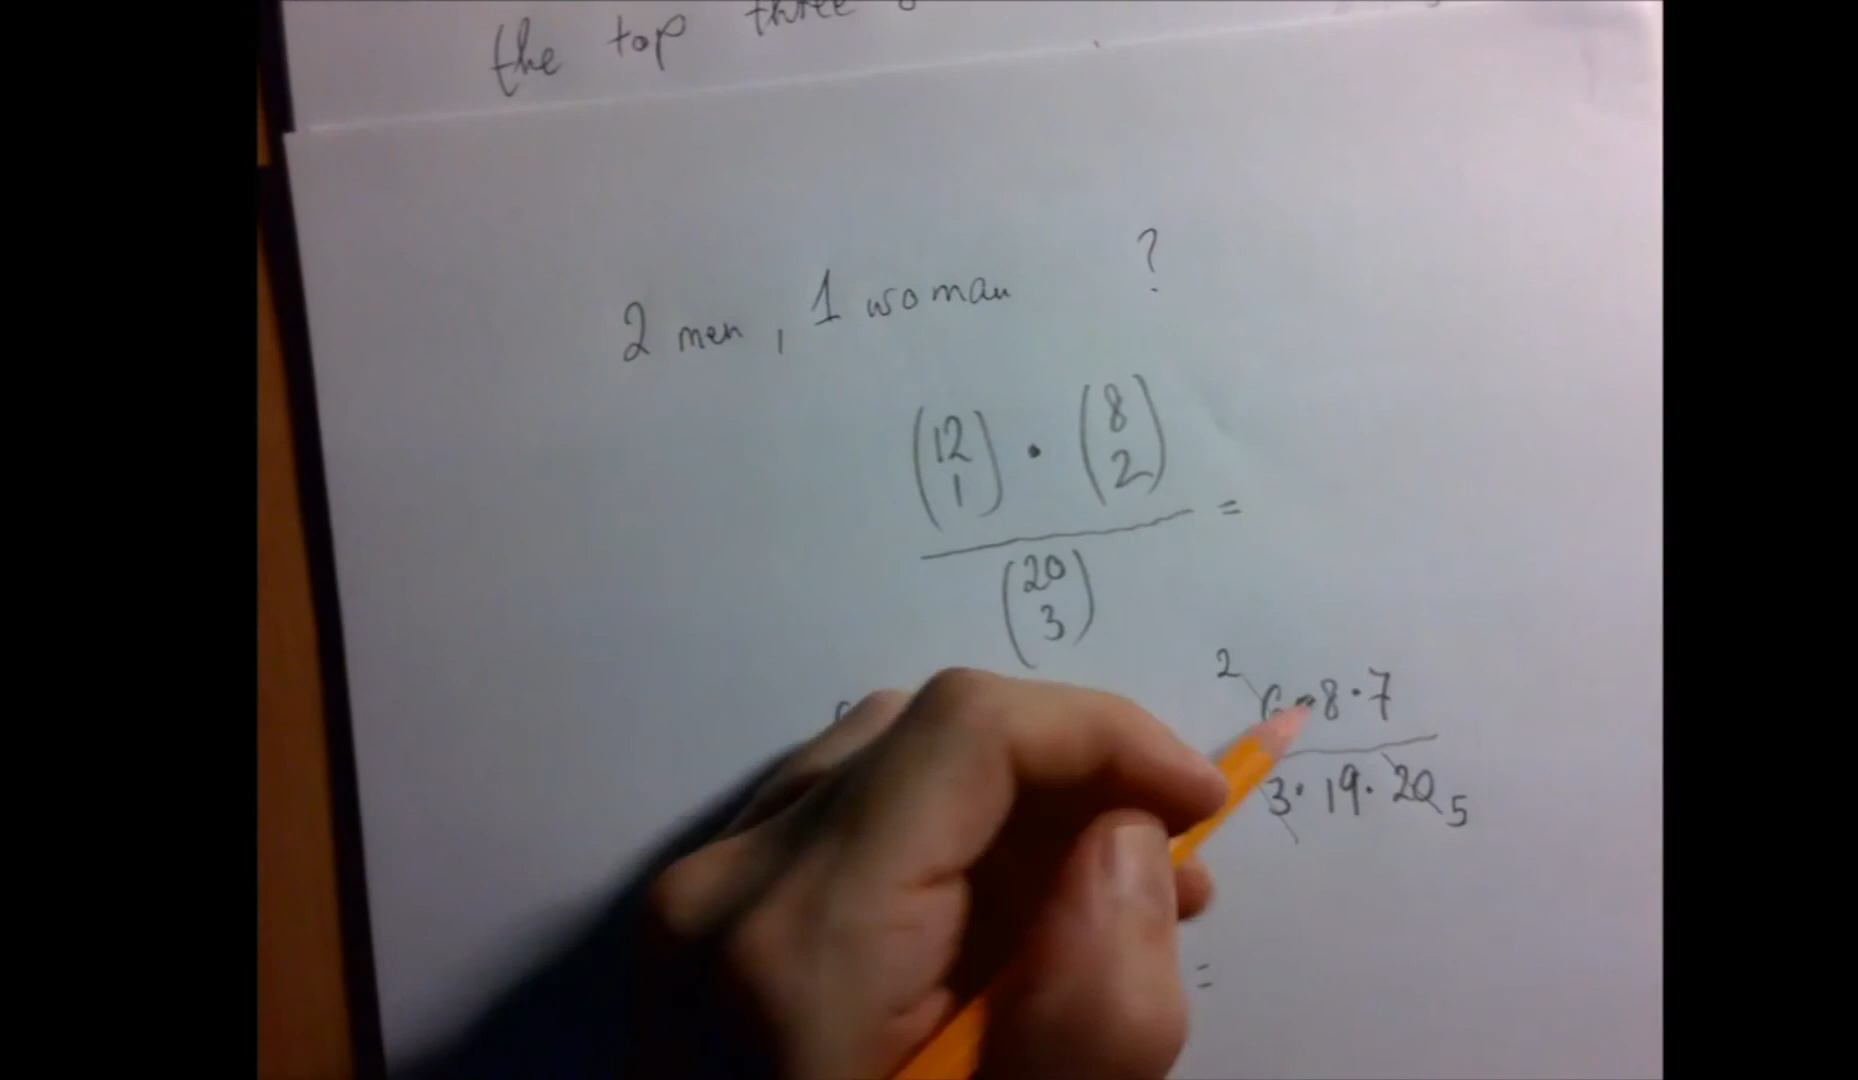 the top three
2 men, 1 woman ?
(12 1) · (8 2) =
(20 3)
2 6 · 8 · 7
3 · 19 · 20 5
=